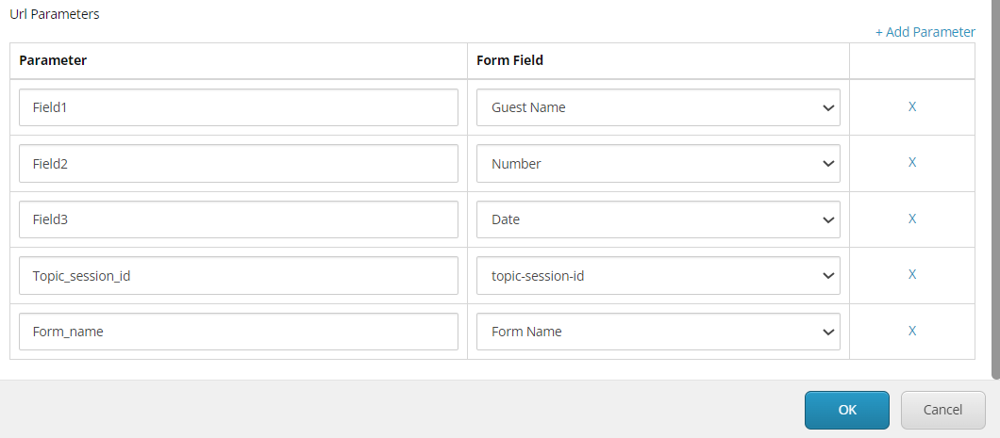 Url Parameters
+ Add Parameter
Parameter Form Field
Field1 Guest Name X
Field2 Number X
Field3 Date X
Topic_session_id topic-session-id X
Form_name Form Name X
OK Cancel